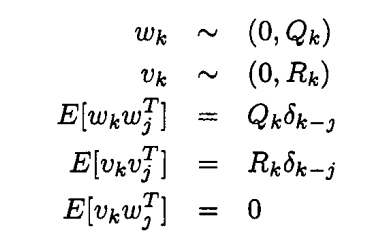 w_k ∼ (0, Q_k)
v_k ∼ (0, R_k)
E[w_k w_j^T] = Q_k δ_{k−j}
E[v_k v_j^T] = R_k δ_{k−j}
E[v_k w_j^T] = 0